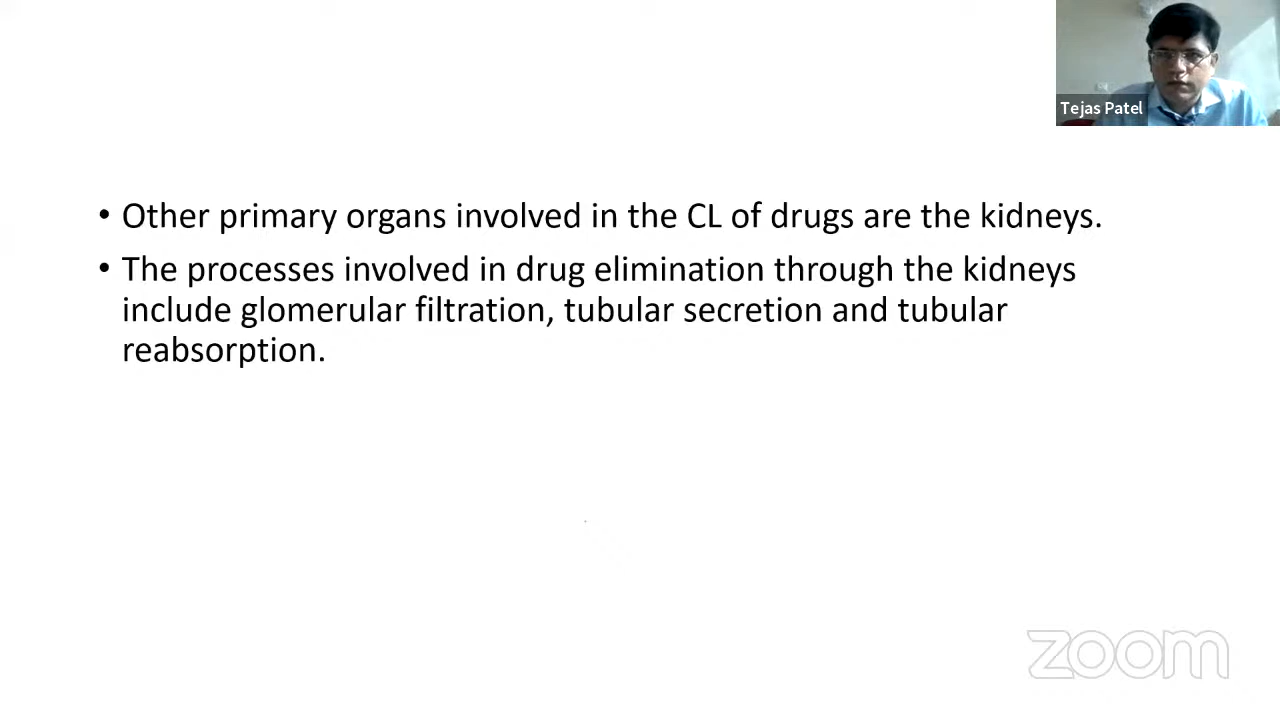 Tejas Patel
• Other primary organs involved in the CL of drugs are the kidneys.
• The processes involved in drug elimination through the kidneys
include glomerular filtration, tubular secretion and tubular
reabsorption.
zoom